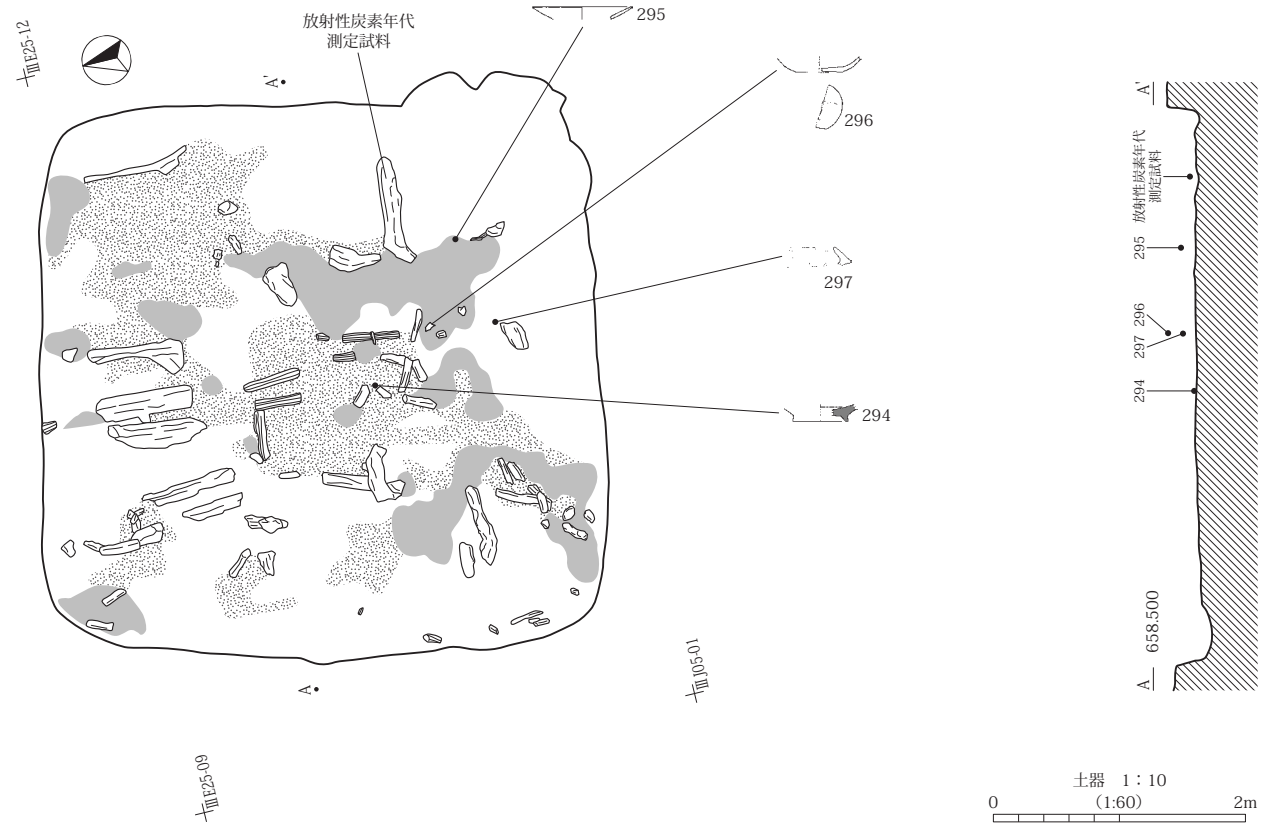 ⅢE25-12
放射性炭素年代
測定試料
295
A'
296
297
294
A
ⅢJ05-01
ⅢE25-09
A'
放射性炭素年代
測定試料
295
296
297
294
658.500
A
土器 1：10
0 (1:60) 2m